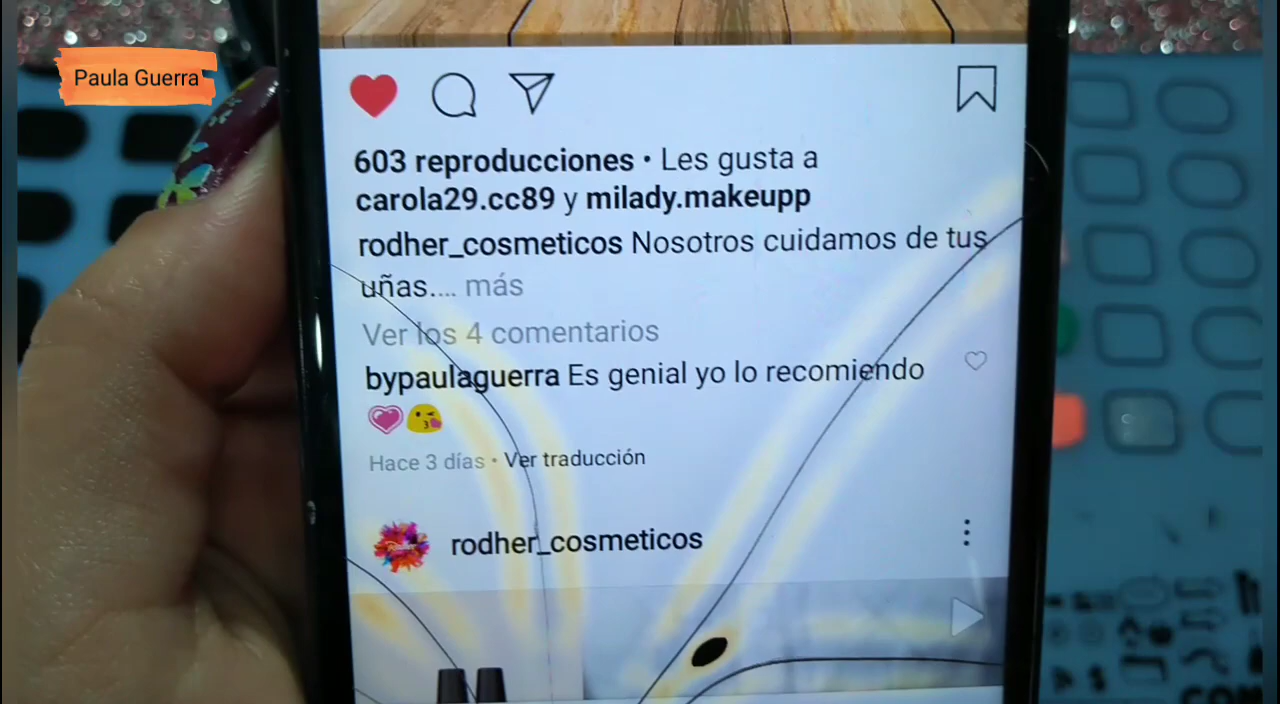 Paula Guerra
603 reproducciones • Les gusta a
carola29.cc89 y milady.makeupp
rodher_cosmeticos Nosotros cuidamos de tus
uñas.... más
Ver los 4 comentarios
bypaulaguerra Es genial yo lo recomiendo
💗😘
Hace 3 días • Ver traducción
rodher_cosmeticos